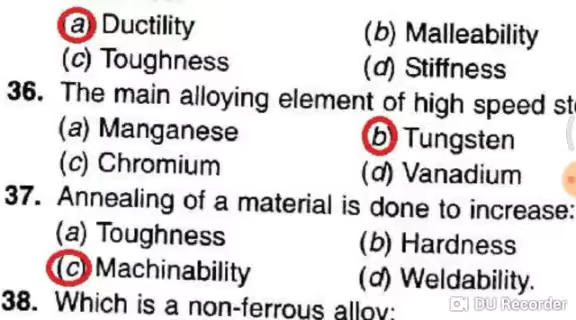 (a) Ductility (b) Malleability
(c) Toughness (d) Stiffness
36. The main alloying element of high speed
(a) Manganese (b) Tungsten
(c) Chromium (d) Vanadium
37. Annealing of a material is done to increase:
(a) Toughness (b) Hardness
(c) Machinability (d) Weldability.
38. Which is a non-ferrous alloy:
DU Recorder